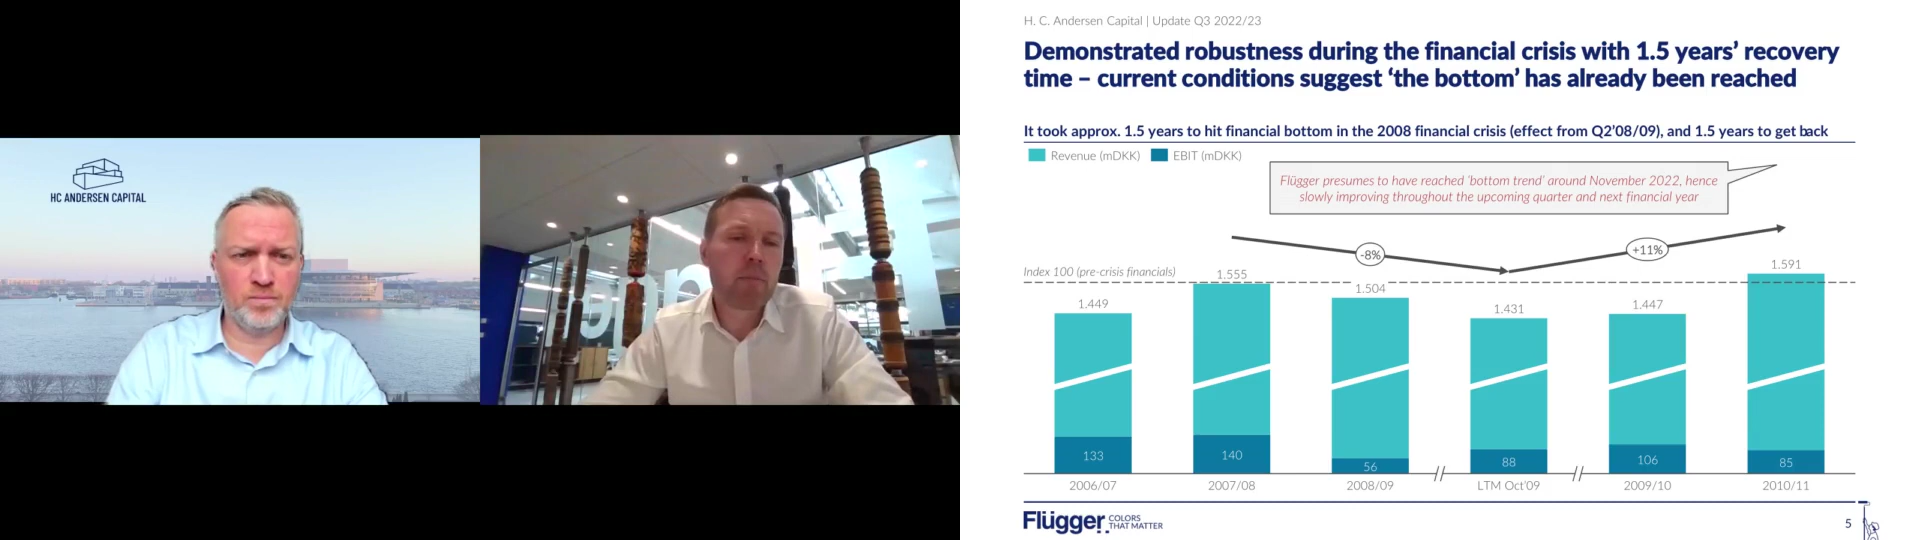 HC ANDERSEN CAPITAL
H. C. Andersen Capital | Update Q3 2022/23
Demonstrated robustness during the financial crisis with 1.5 years’ recovery
time – current conditions suggest ‘the bottom’ has already been reached
It took approx. 1.5 years to hit financial bottom in the 2008 financial crisis (effect from Q2’08/09), and 1.5 years to get back
Revenue (mDKK) EBIT (mDKK)
Flügger presumes to have reached ‘bottom trend’ around November 2022, hence
slowly improving throughout the upcoming quarter and next financial year
-8% +11%
Index 100 (pre-crisis financials)
1.449 1.555 1.504 1.431 1.447 1.591
133 140 56 88 106 85
2006/07 2007/08 2008/09 LTM Oct’09 2009/10 2010/11
Flügger COLORS
THAT MATTER
5